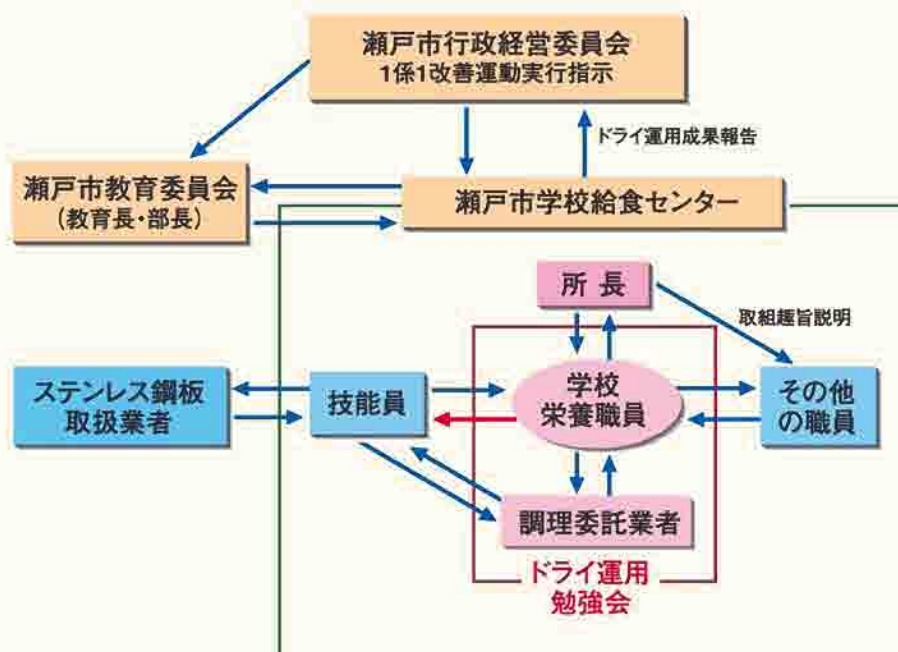 瀬戸市行政経営委員会
1係1改善運動実行指示
ドライ運用成果報告
瀬戸市教育委員会
(教育長・部長)
瀬戸市学校給食センター
所 長
取組趣旨説明
ステンレス鋼板
取扱業者
技能員
学校
栄養職員
その他
の職員
調理委託業者
ドライ運用
勉強会